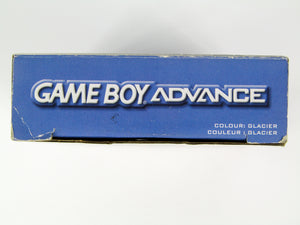 GAME BOY ADVANCE
COLOUR: GLACIER
COULEUR : GLACIER